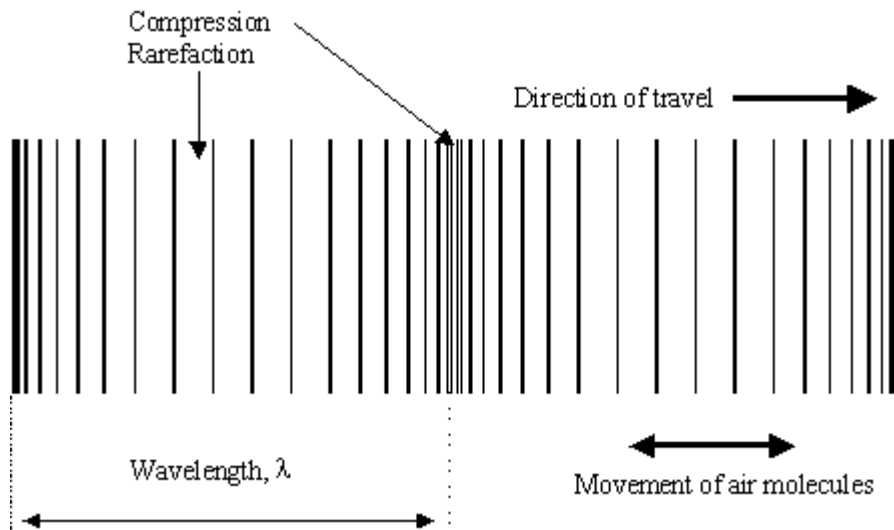 Compression
Rarefaction
Direction of travel
Wavelength, λ
Movement of air molecules